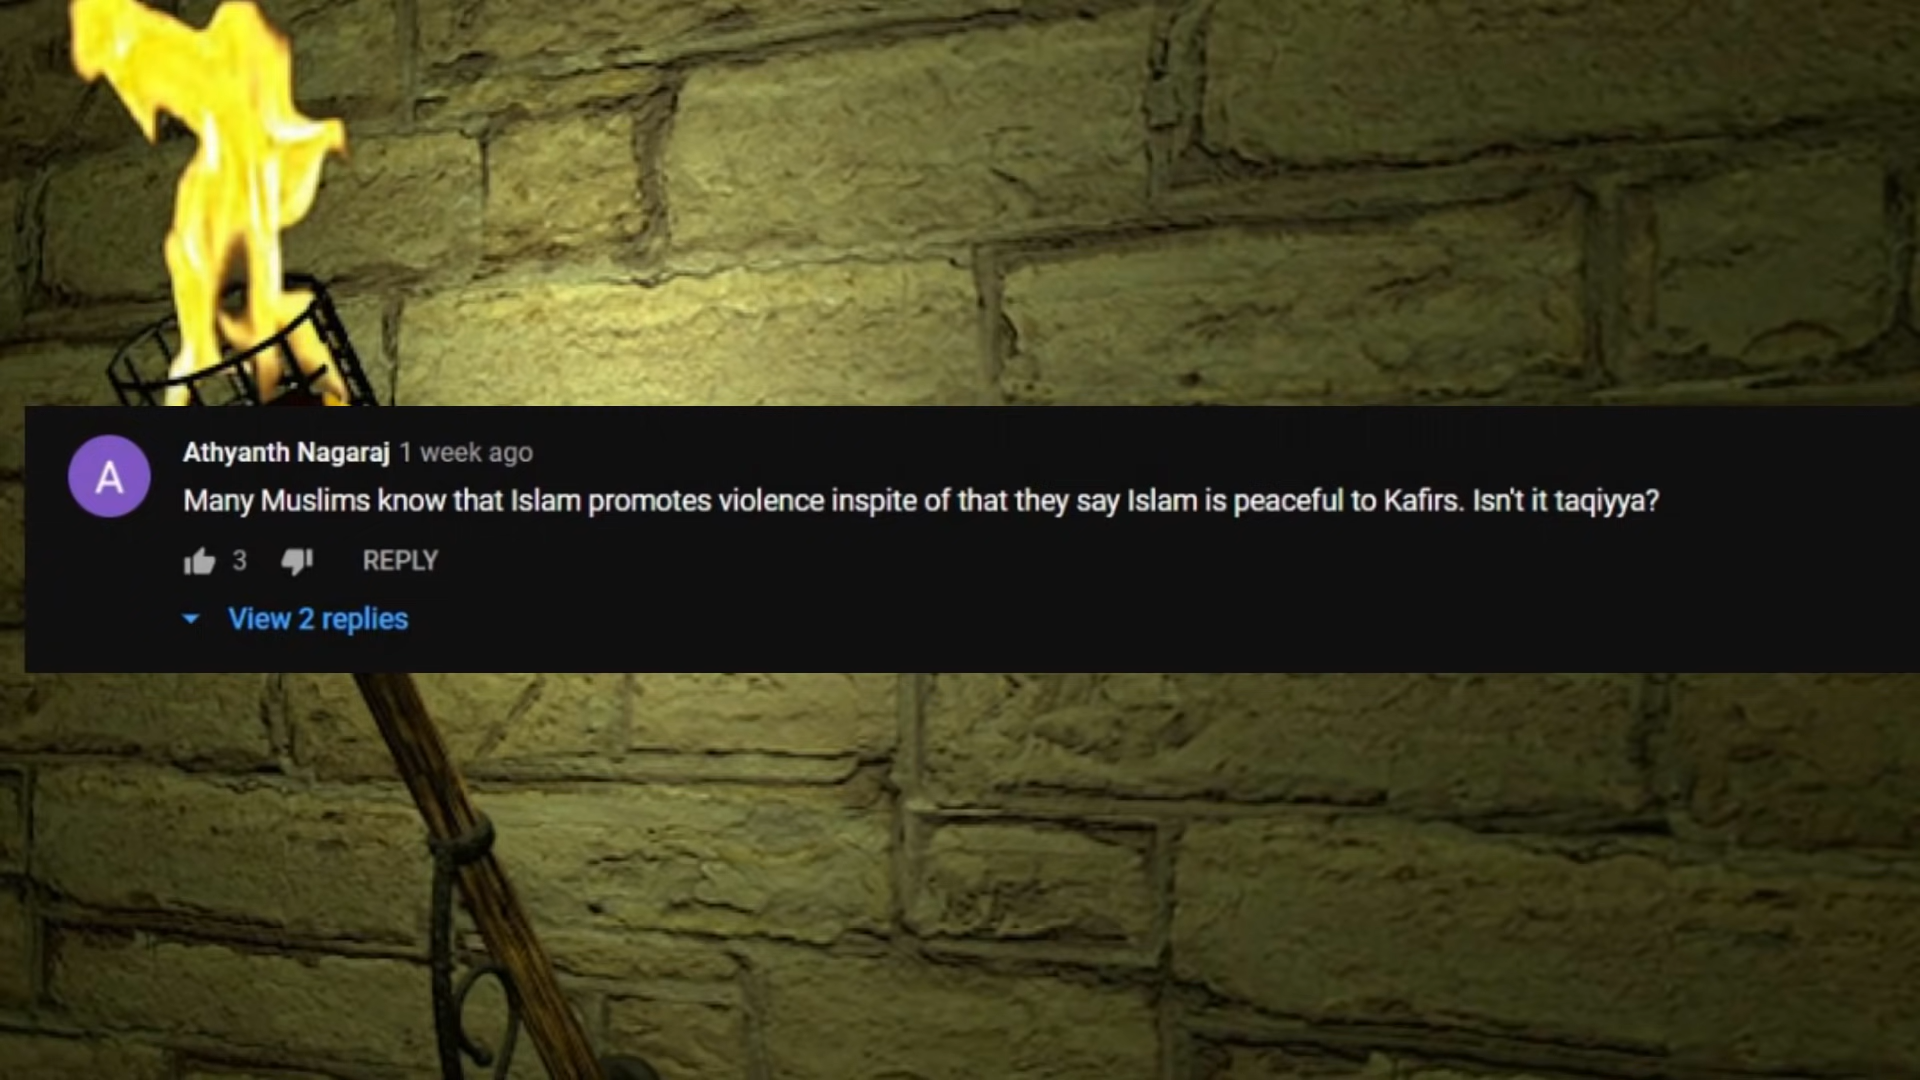 A
Athyanth Nagaraj 1 week ago
Many Muslims know that Islam promotes violence inspite of that they say Islam is peaceful to Kafirs. Isn't it taqiyya?
3 REPLY
View 2 replies